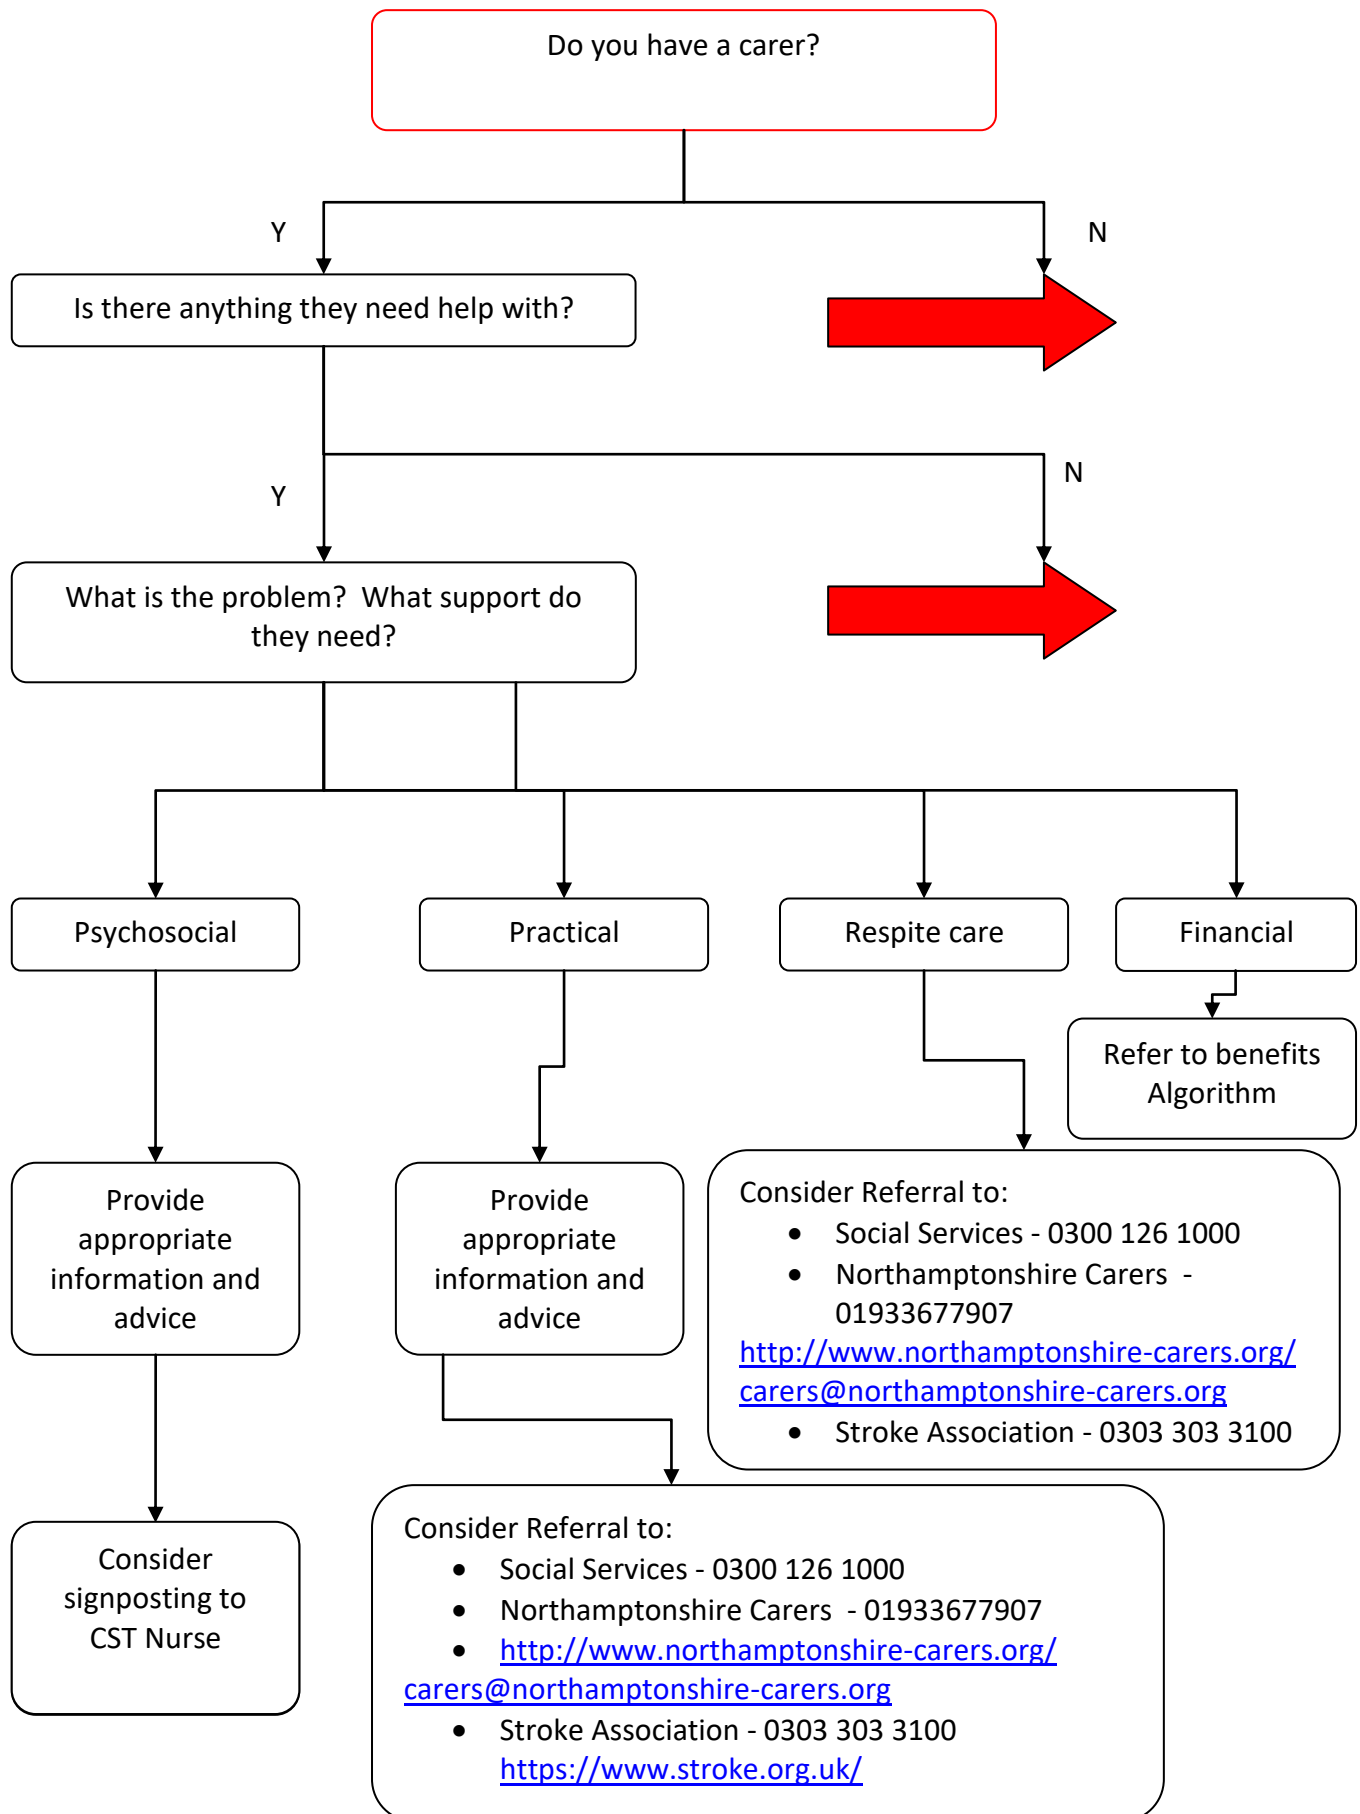 Do you have a carer?
Y
N
Is there anything they need help with?
Y
N
What is the problem?  What support do
they need?
Psychosocial
Practical
Respite care
Financial
Refer to benefits
Algorithm
Provide
appropriate
information and
advice
Provide
appropriate
information and
advice
Consider Referral to:
• Social Services - 0300 126 1000
• Northamptonshire Carers  -
01933677907
http://www.northamptonshire-carers.org/
carers@northamptonshire-carers.org
• Stroke Association - 0303 303 3100
Consider
signposting to
CST Nurse
Consider Referral to:
• Social Services - 0300 126 1000
• Northamptonshire Carers  - 01933677907
• http://www.northamptonshire-carers.org/
carers@northamptonshire-carers.org
• Stroke Association - 0303 303 3100
https://www.stroke.org.uk/